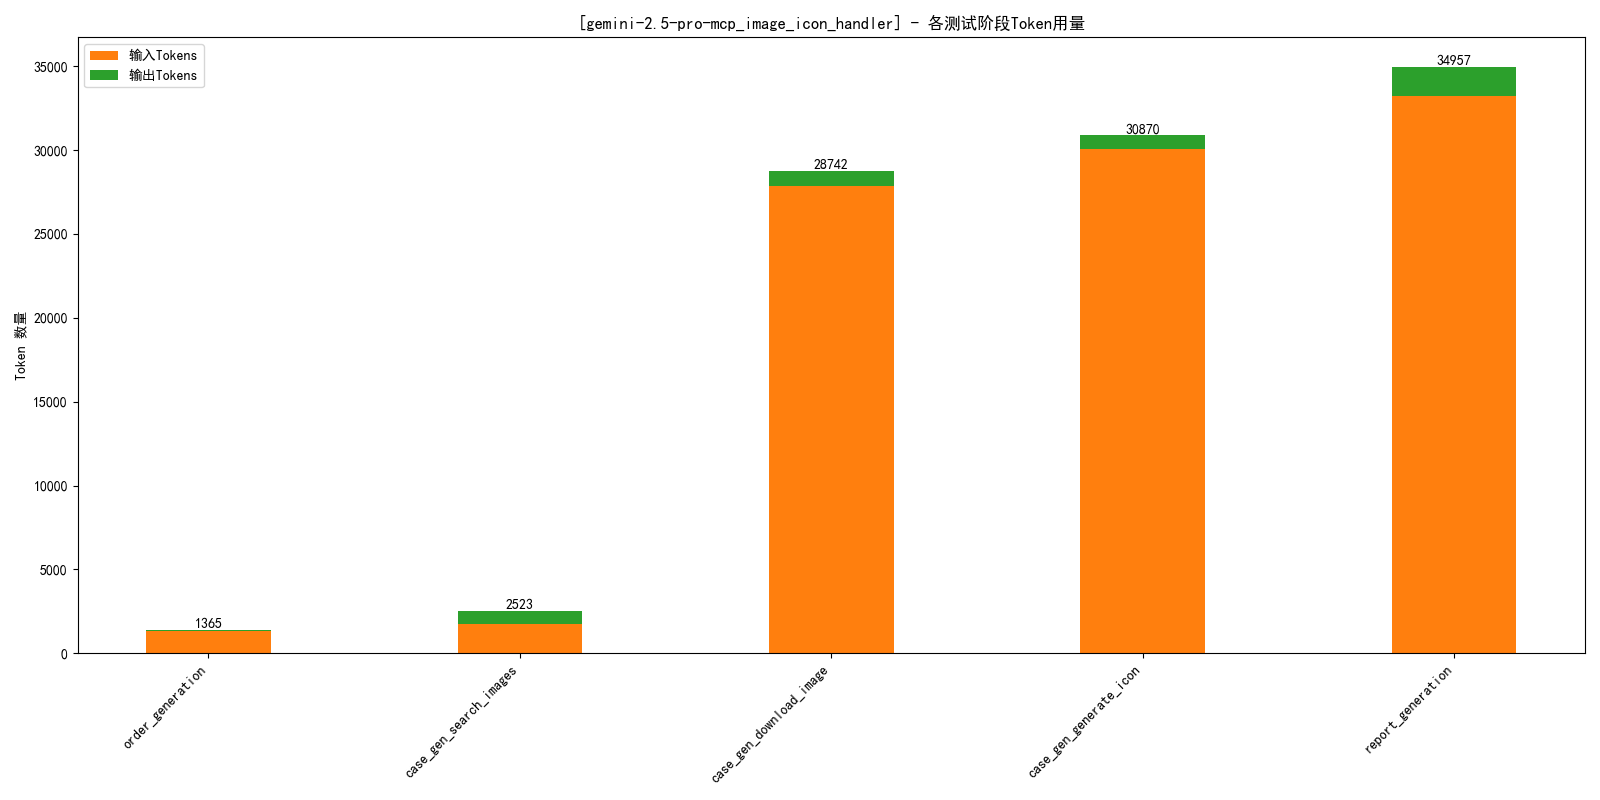 [gemini-2.5-pro-mcp_image_icon_handler] - 各测试阶段Token用量
输入Tokens
输出Tokens
Token 数量
35000
30000
25000
20000
15000
10000
5000
0
1365
2523
28742
30870
34957
order_generation
case_gen_search_images
case_gen_download_image
case_gen_generate_icon
report_generation